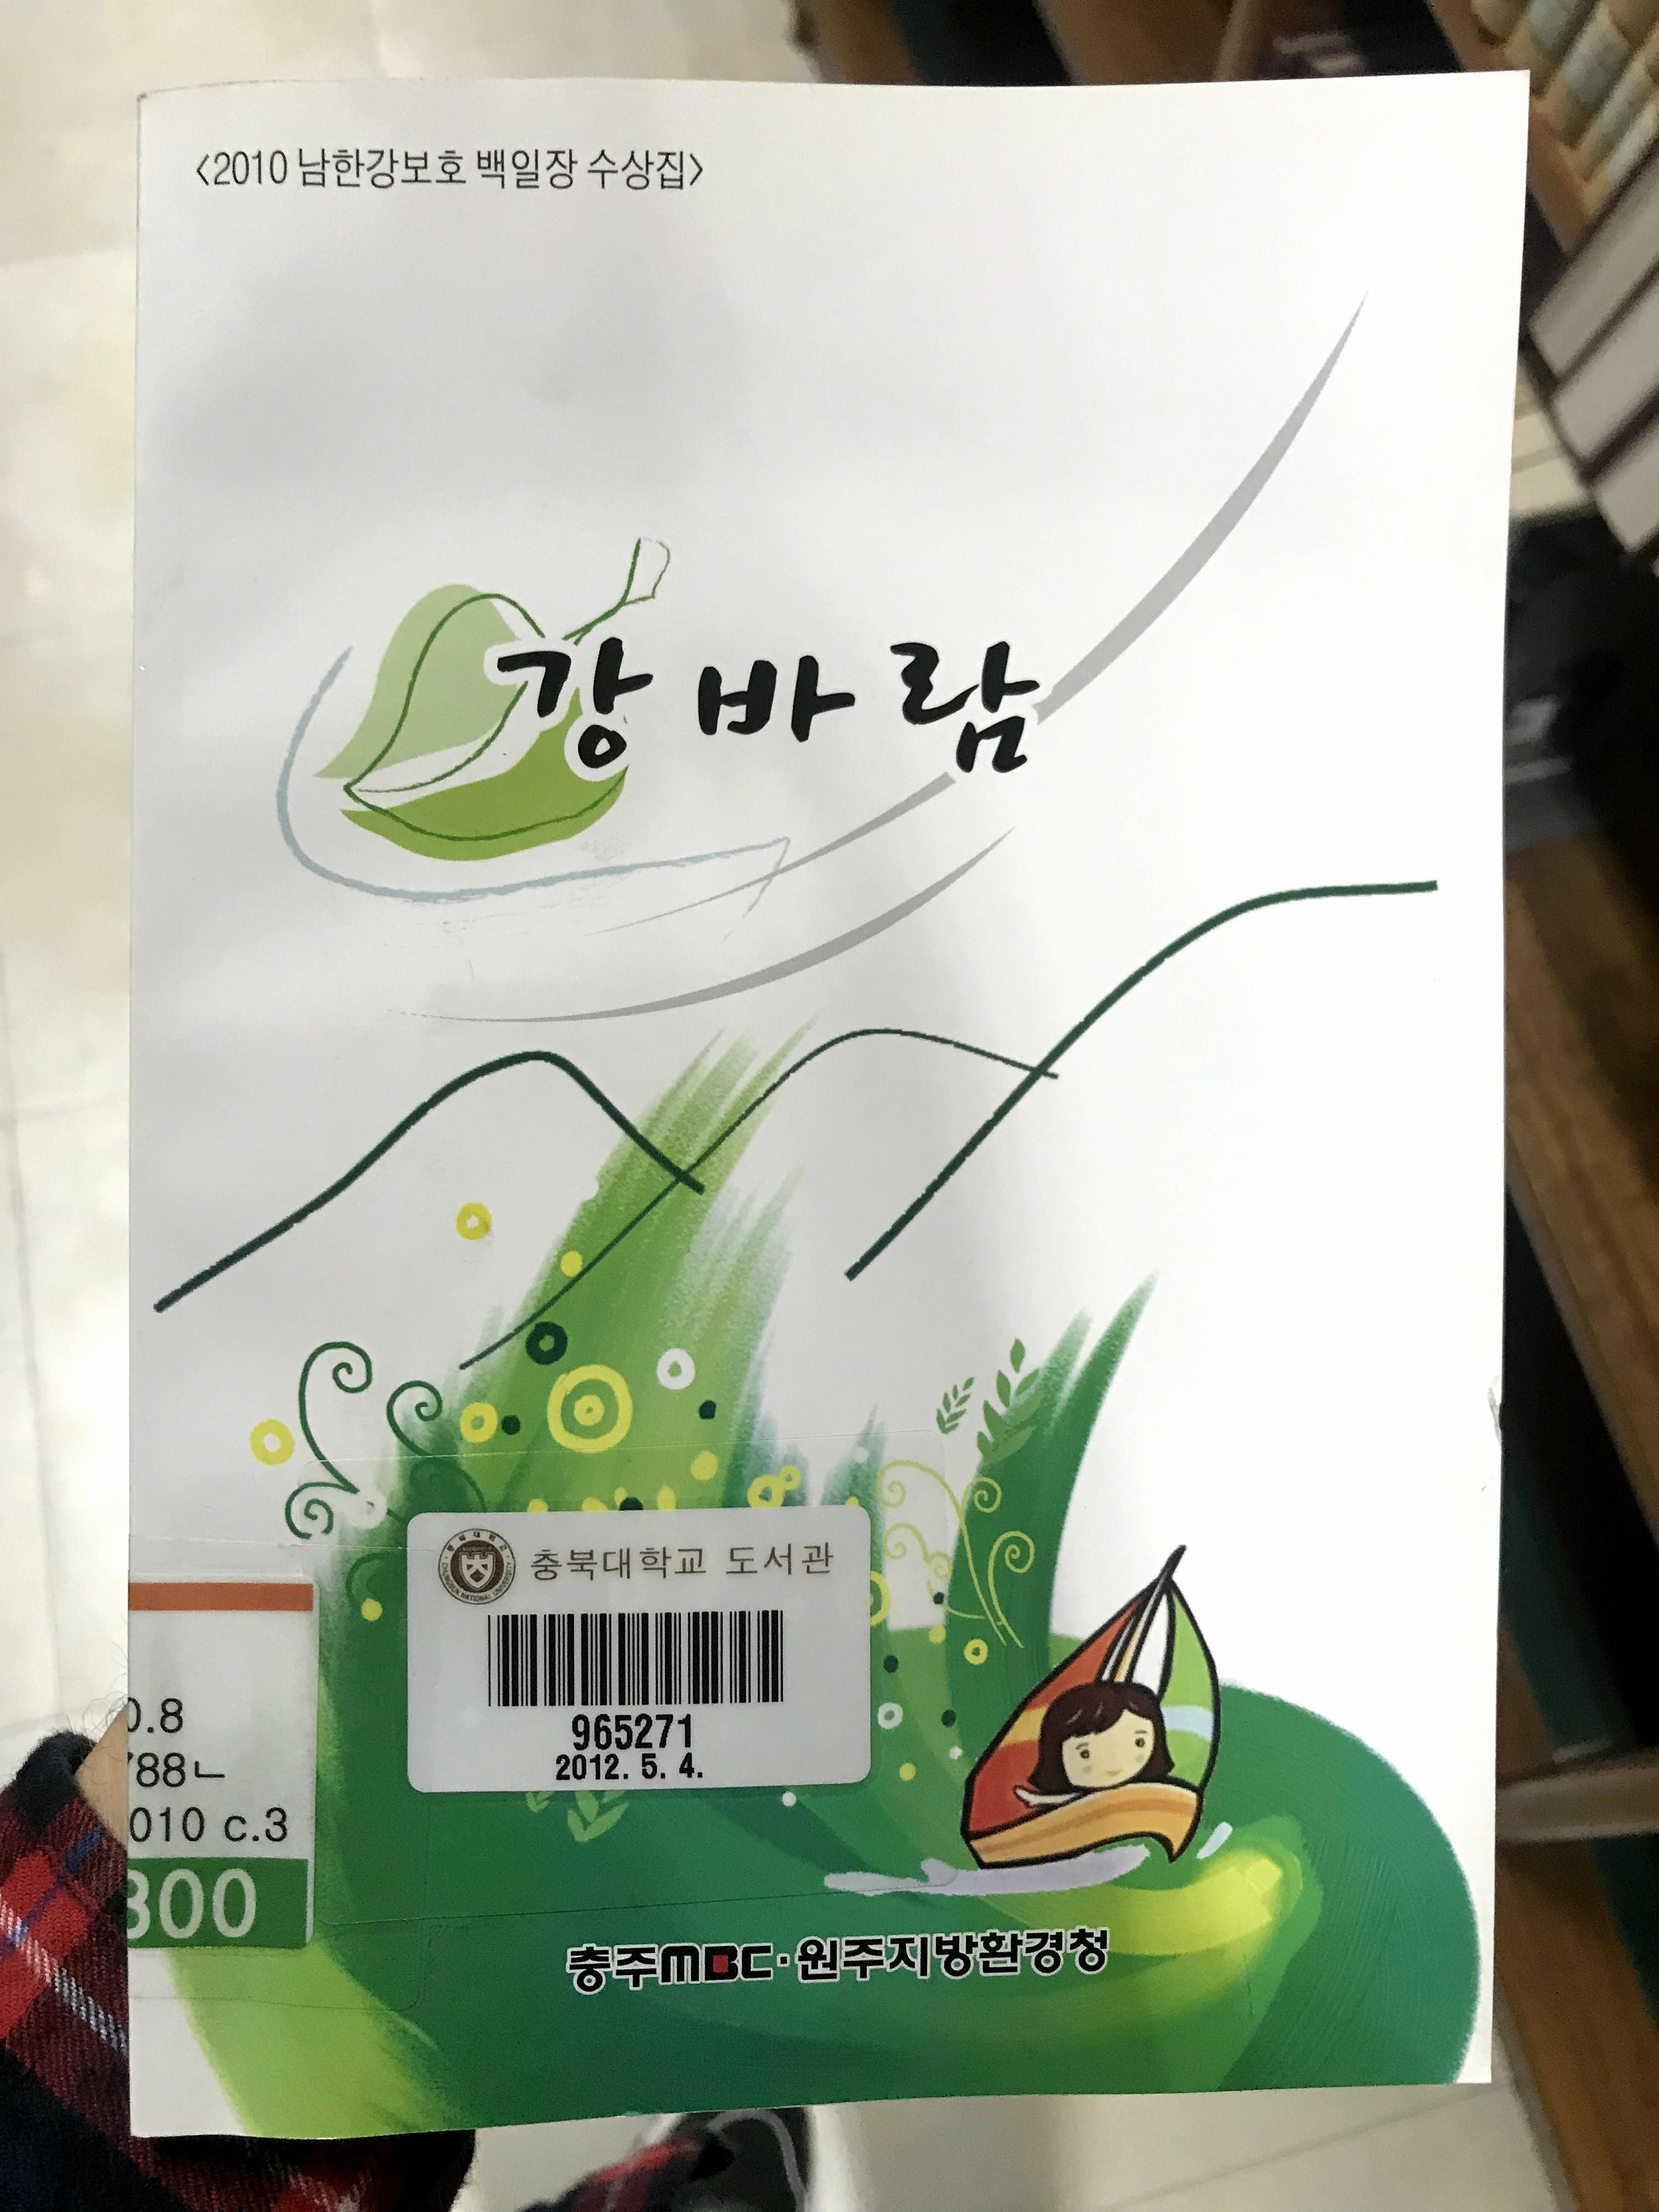 <2010 남한강보호 백일장 수상집>
강바람
충북대학교 도서관
965271
2012. 5. 4.
0.8
788ㄴ
010 c.3
800
충주MBC·원주지방환경청